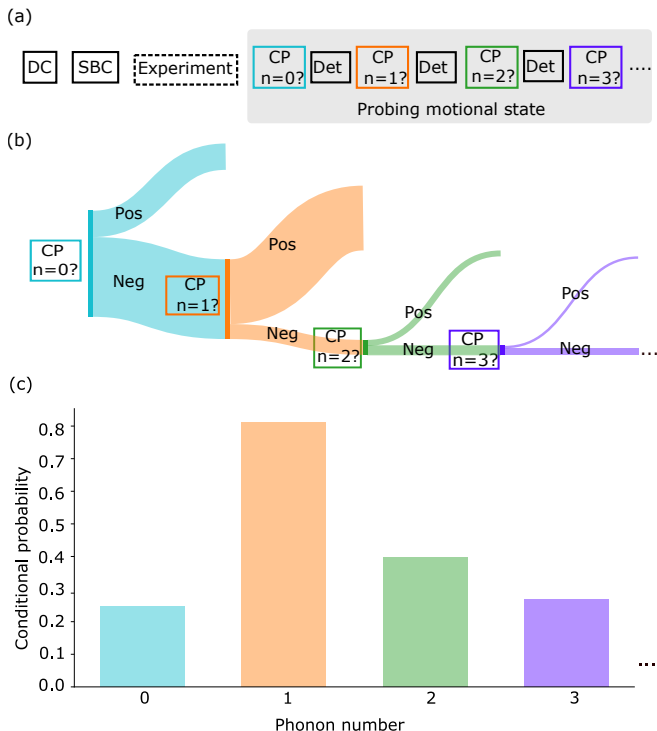 (a)
DC
SBC
Experiment
CP
n=0?
Det
CP
n=1?
Det
CP
n=2?
Det
CP
n=3?
....
Probing motional state
(b)
CP
n=0?
Pos
Neg
CP
n=1?
Pos
Neg
CP
n=2?
Pos
Neg
CP
n=3?
Pos
Neg
...
(c)
Conditional probability
0.8
0.7
0.6
0.5
0.4
0.3
0.2
0.1
0.0
0
1
2
3
...
Phonon number